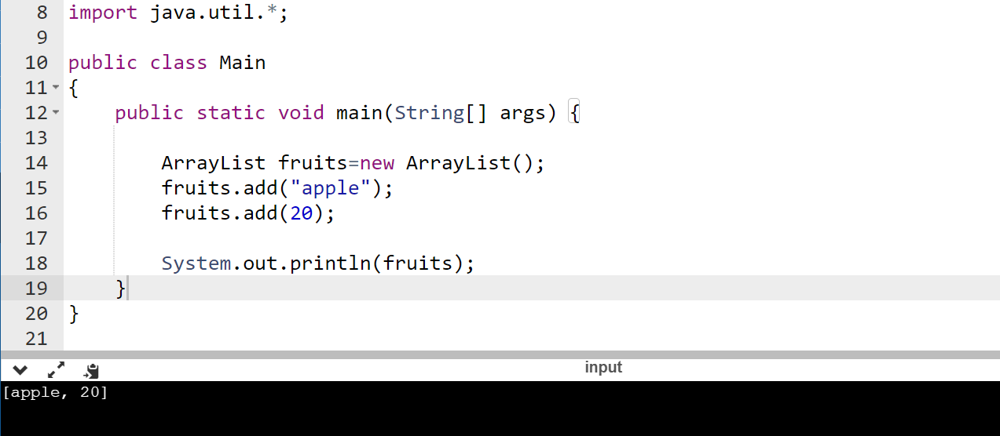 8 import java.util.*;
9
10 public class Main
11 {
12 public static void main(String[] args) {
13
14 ArrayList fruits=new ArrayList();
15 fruits.add("apple");
16 fruits.add(20);
17
18 System.out.println(fruits);
19 }
20 }
21
input
[apple, 20]